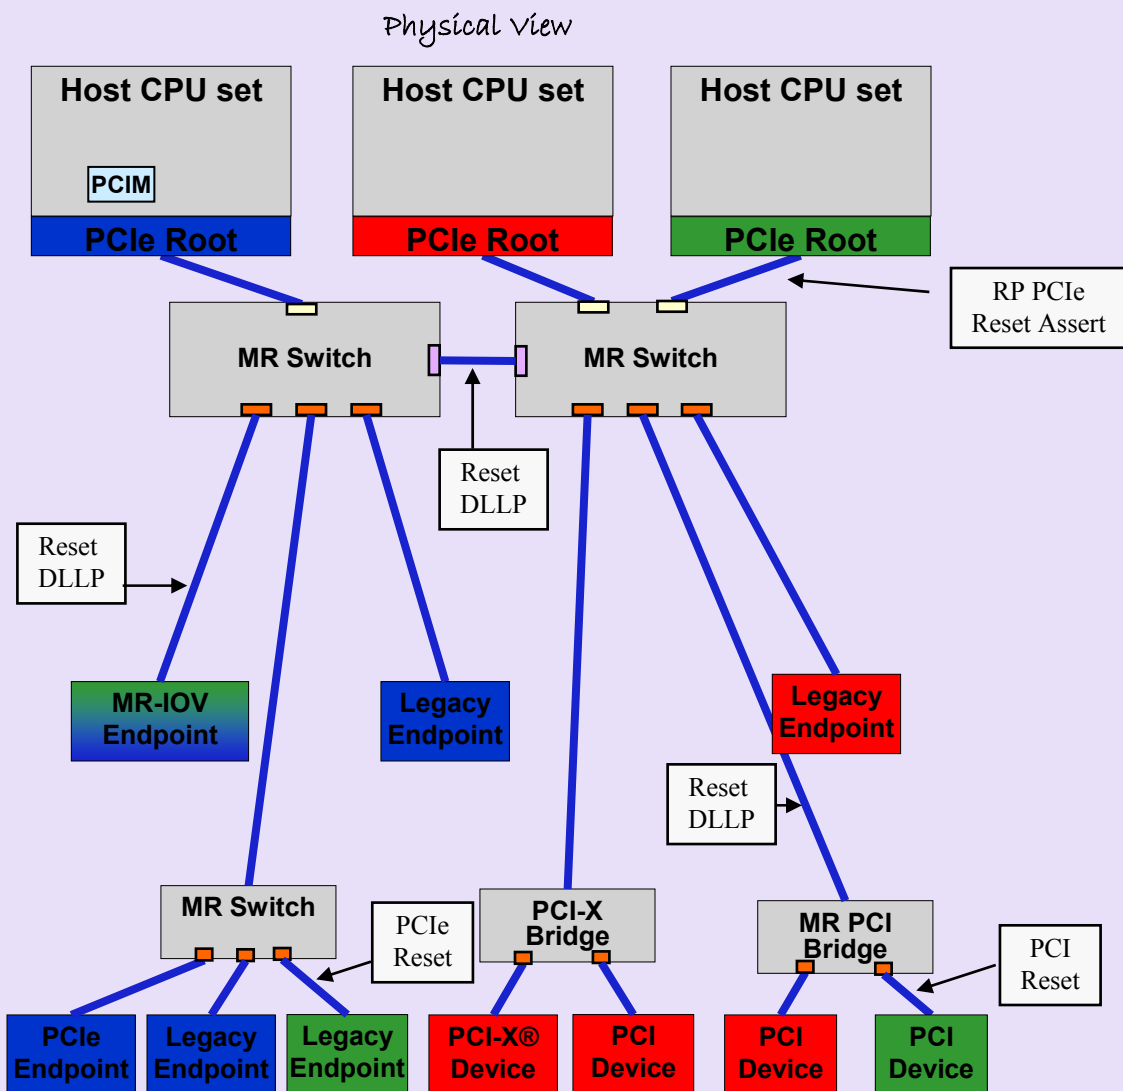 Physical View
Host CPU set
Host CPU set
Host CPU set
PCIM
PCIe Root
PCIe Root
PCIe Root
RP PCIe
Reset Assert
MR Switch
MR Switch
Reset
DLLP
Reset
DLLP
MR-IOV
Endpoint
Legacy
Endpoint
Legacy
Endpoint
Reset
DLLP
MR Switch
PCIe
Reset
PCI-X
Bridge
MR PCI
Bridge
PCI
Reset
PCIe
Endpoint
Legacy
Endpoint
Legacy
Endpoint
PCI-X®
Device
PCI
Device
PCI
Device
PCI
Device